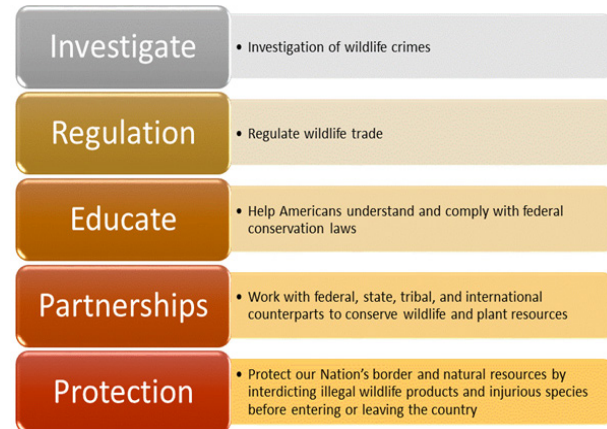 Investigate
• Investigation of wildlife crimes
Regulation
• Regulate wildlife trade
Educate
• Help Americans understand and comply with federal
conservation laws
Partnerships
• Work with federal, state, tribal, and international
counterparts to conserve wildlife and plant resources
Protection
• Protect our Nation's border and natural resources by
interdicting illegal wildlife products and injurious species
before entering or leaving the country